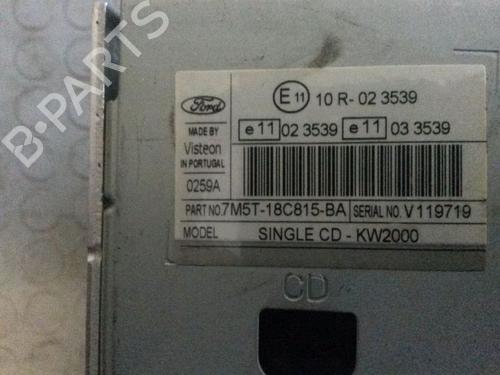 B-PARTS
Ford
E 11 10 R- 02 3539
MADE BY
Visteon
IN PORTUGAL
e11 02 3539 e11 03 3539
0259A
PART NO. 7M5T-18C815-BA SERIAL NO. V119719
MODEL SINGLE CD - KW2000
CD